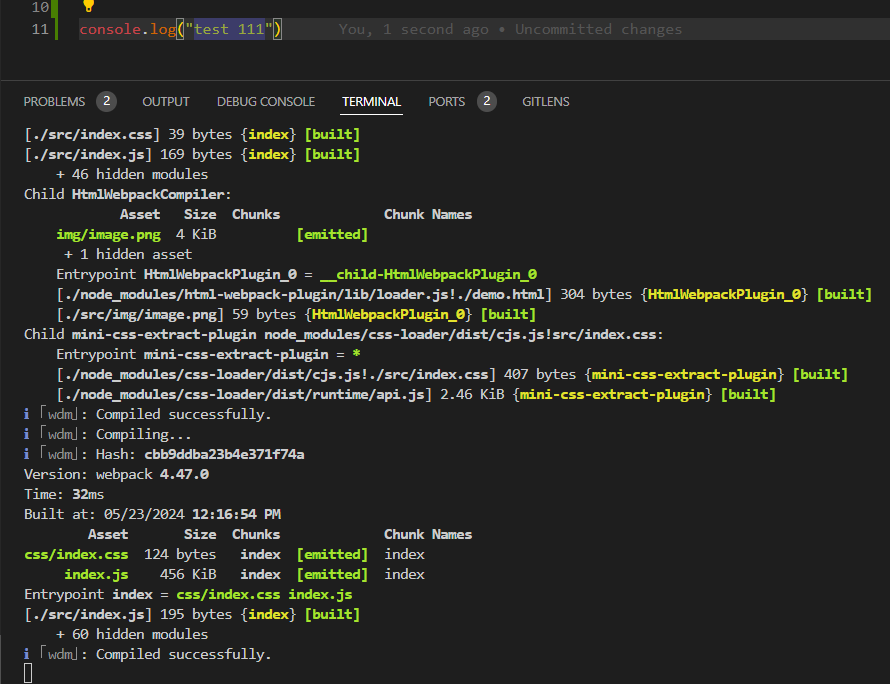 10
11 console.log("test 111") You, 1 second ago • Uncommitted changes
PROBLEMS 2 OUTPUT DEBUG CONSOLE TERMINAL PORTS 2 GITLENS
[./src/index.css] 39 bytes {index} [built]
[./src/index.js] 169 bytes {index} [built]
+ 46 hidden modules
Child HtmlWebpackCompiler:
Asset Size Chunks Chunk Names
img/image.png 4 KiB [emitted]
+ 1 hidden asset
Entrypoint HtmlWebpackPlugin_0 = __child-HtmlWebpackPlugin_0
[./node_modules/html-webpack-plugin/lib/loader.js!./demo.html] 304 bytes {HtmlWebpackPlugin_0} [built]
[./src/img/image.png] 59 bytes {HtmlWebpackPlugin_0} [built]
Child mini-css-extract-plugin node_modules/css-loader/dist/cjs.js!src/index.css:
Entrypoint mini-css-extract-plugin = *
[./node_modules/css-loader/dist/cjs.js!./src/index.css] 407 bytes {mini-css-extract-plugin} [built]
[./node_modules/css-loader/dist/runtime/api.js] 2.46 KiB {mini-css-extract-plugin} [built]
ℹ 「wdm」: Compiled successfully.
ℹ 「wdm」: Compiling...
ℹ 「wdm」: Hash: cbb9ddba23b4e371f74a
Version: webpack 4.47.0
Time: 32ms
Built at: 05/23/2024 12:16:54 PM
Asset Size Chunks Chunk Names
css/index.css 124 bytes index [emitted] index
index.js 456 KiB index [emitted] index
Entrypoint index = css/index.css index.js
[./src/index.js] 195 bytes {index} [built]
+ 60 hidden modules
ℹ 「wdm」: Compiled successfully.